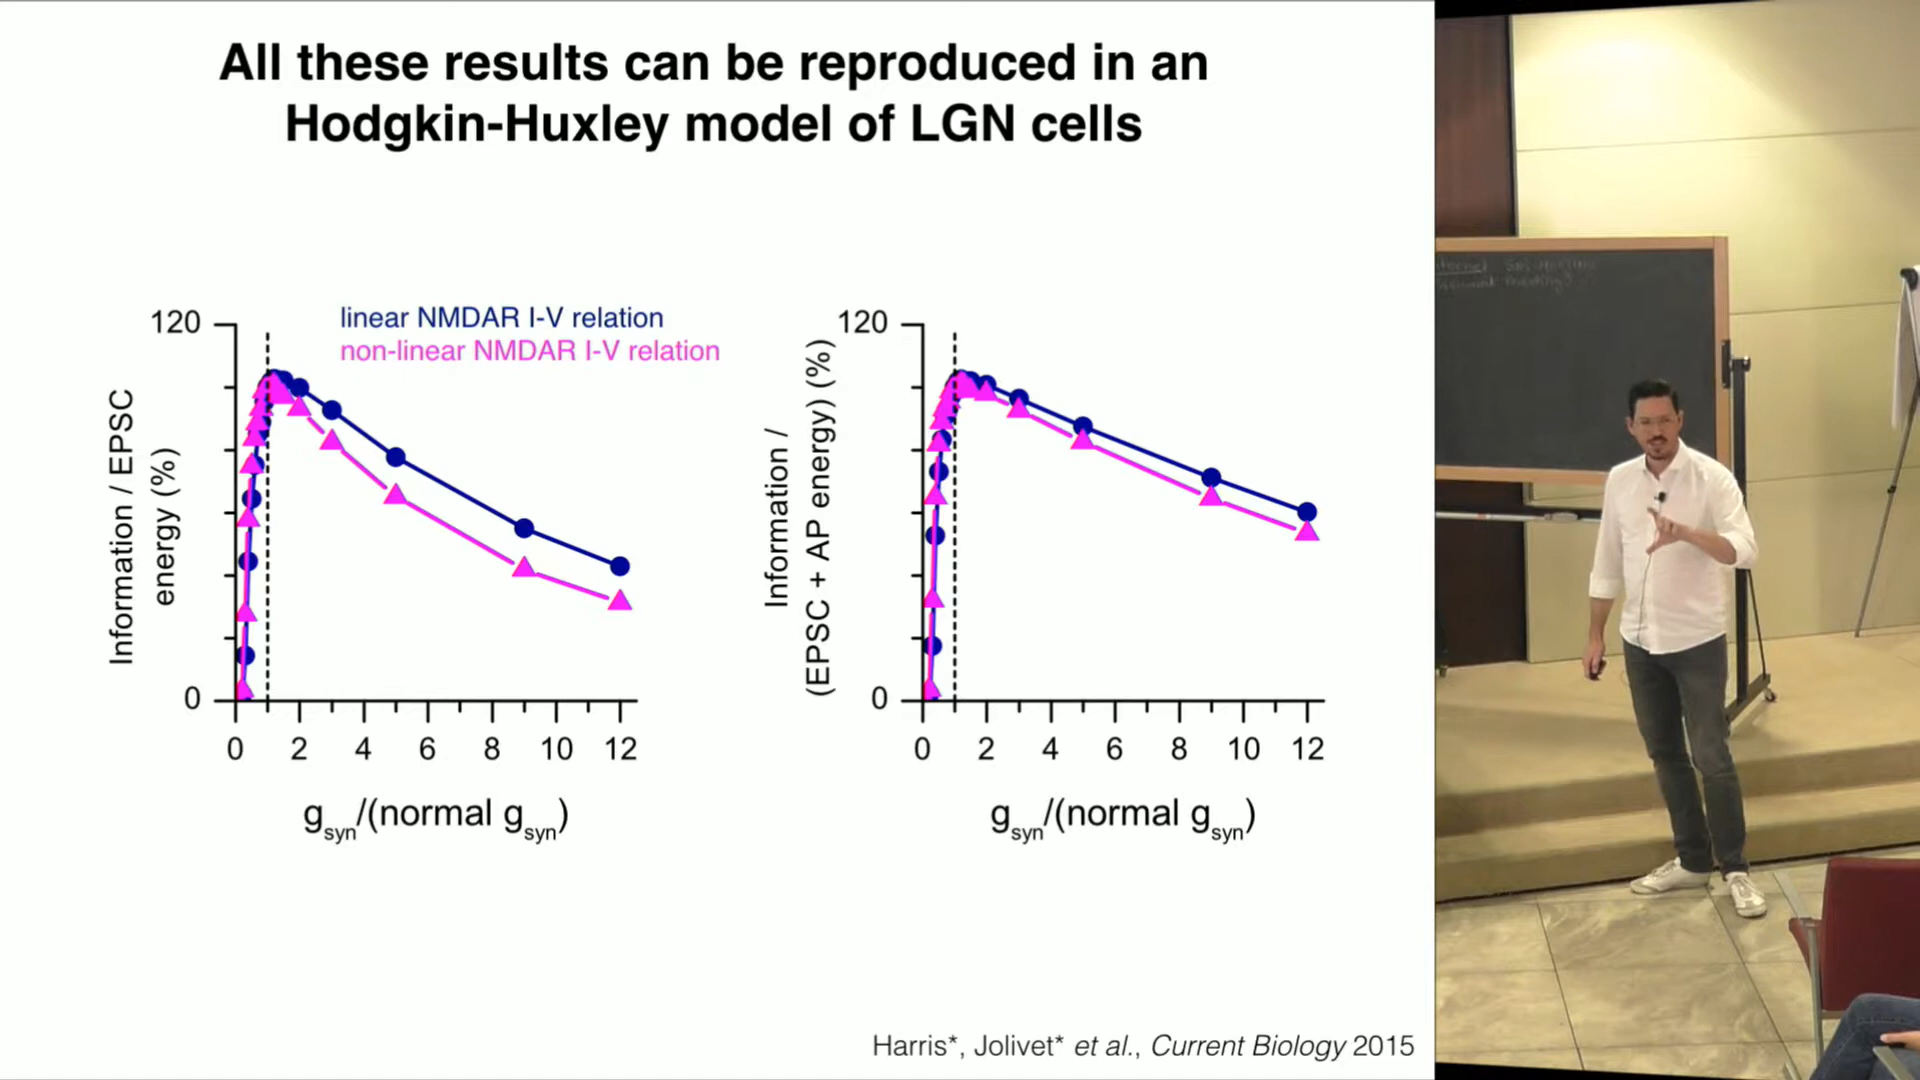 All these results can be reproduced in an
Hodgkin-Huxley model of LGN cells
linear NMDAR I-V relation
non-linear NMDAR I-V relation
Information / EPSC
energy (%)
120
0
0 2 4 6 8 10 12
gsyn/(normal gsyn)
Information /
(EPSC + AP energy) (%)
120
0
0 2 4 6 8 10 12
gsyn/(normal gsyn)
Harris*, Jolivet* et al., Current Biology 2015